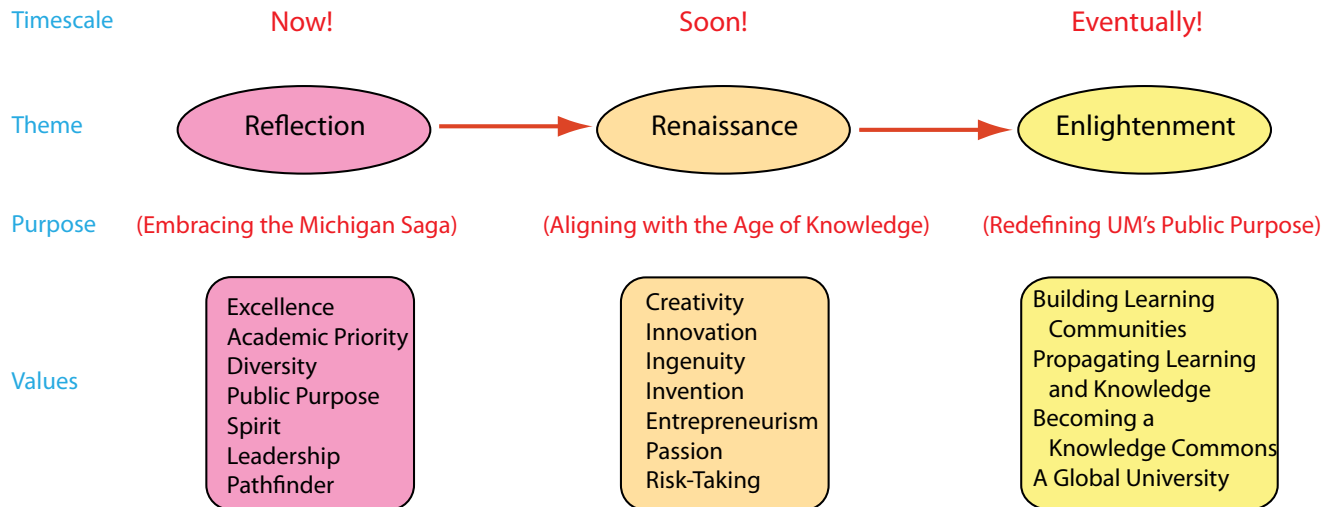 Timescale
Now!
Soon!
Eventually!
Theme
Reflection
Renaissance
Enlightenment
Purpose
(Embracing the Michigan Saga)
(Aligning with the Age of Knowledge)
(Redefining UM's Public Purpose)
Values
Excellence
Academic Priority
Diversity
Public Purpose
Spirit
Leadership
Pathfinder
Creativity
Innovation
Ingenuity
Invention
Entrepreneurism
Passion
Risk-Taking
Building Learning
Communities
Propagating Learning
and Knowledge
Becoming a
Knowledge Commons
A Global University